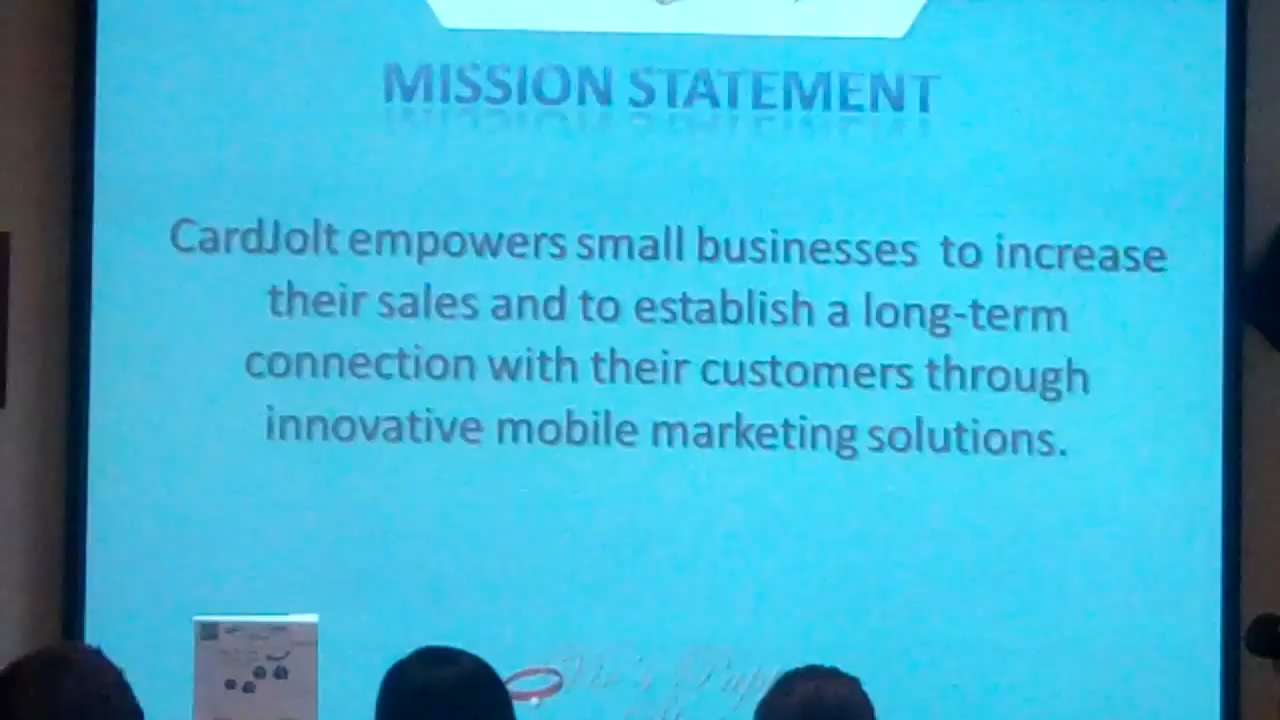 MISSION STATEMENT
CardJolt empowers small businesses to increase
their sales and to establish a long-term
connection with their customers through
innovative mobile marketing solutions.